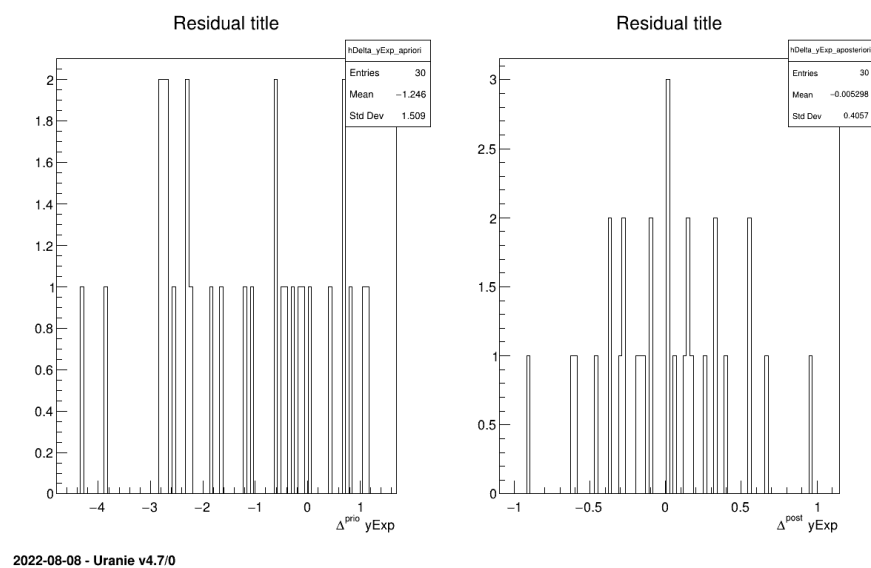 Residual title
hDelta_yExp_apriori
Entries 30
Mean −1.246
Std Dev 1.509
2
1.8
1.6
1.4
1.2
1
0.8
0.6
0.4
0.2
0
−4 −3 −2 −1 0 1
Δprio yExp
Residual title
hDelta_yExp_aposteriori
Entries 30
Mean −0.005298
Std Dev 0.4057
3
2.5
2
1.5
1
0.5
0
−1 −0.5 0 0.5 1
Δpost yExp
2022-08-08 - Uranie v4.7/0